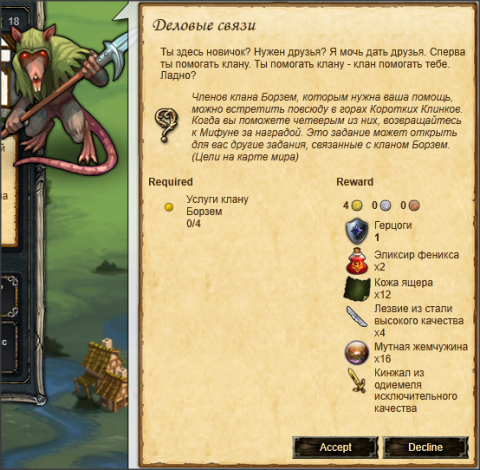 18
Деловые связи
Ты здесь новичок? Нужен друзья? Я мочь дать друзья. Сперва
ты помогать клану. Ты помогать клану - клан помогать тебе.
Ладно?
Членов клана Борзем, которым нужна ваша помощь,
можно встретить повсюду в горах Коротких Клинков.
Когда вы поможете четверым из них, возвращайтесь
к Мифуне за наградой. Это задание может открыть
для вас другие задания, связанные с кланом Борзем.
(Цели на карте мира)
Required
Услуги клану
Борзем
0/4
Reward
4 0 0
Герцоги
1
Эликсир феникса
x2
Кожа ящера
x12
Лезвие из стали
высокого качества
x4
Мутная жемчужина
x16
Кинжал из
одиемеля
исключительного
качества
Accept Decline